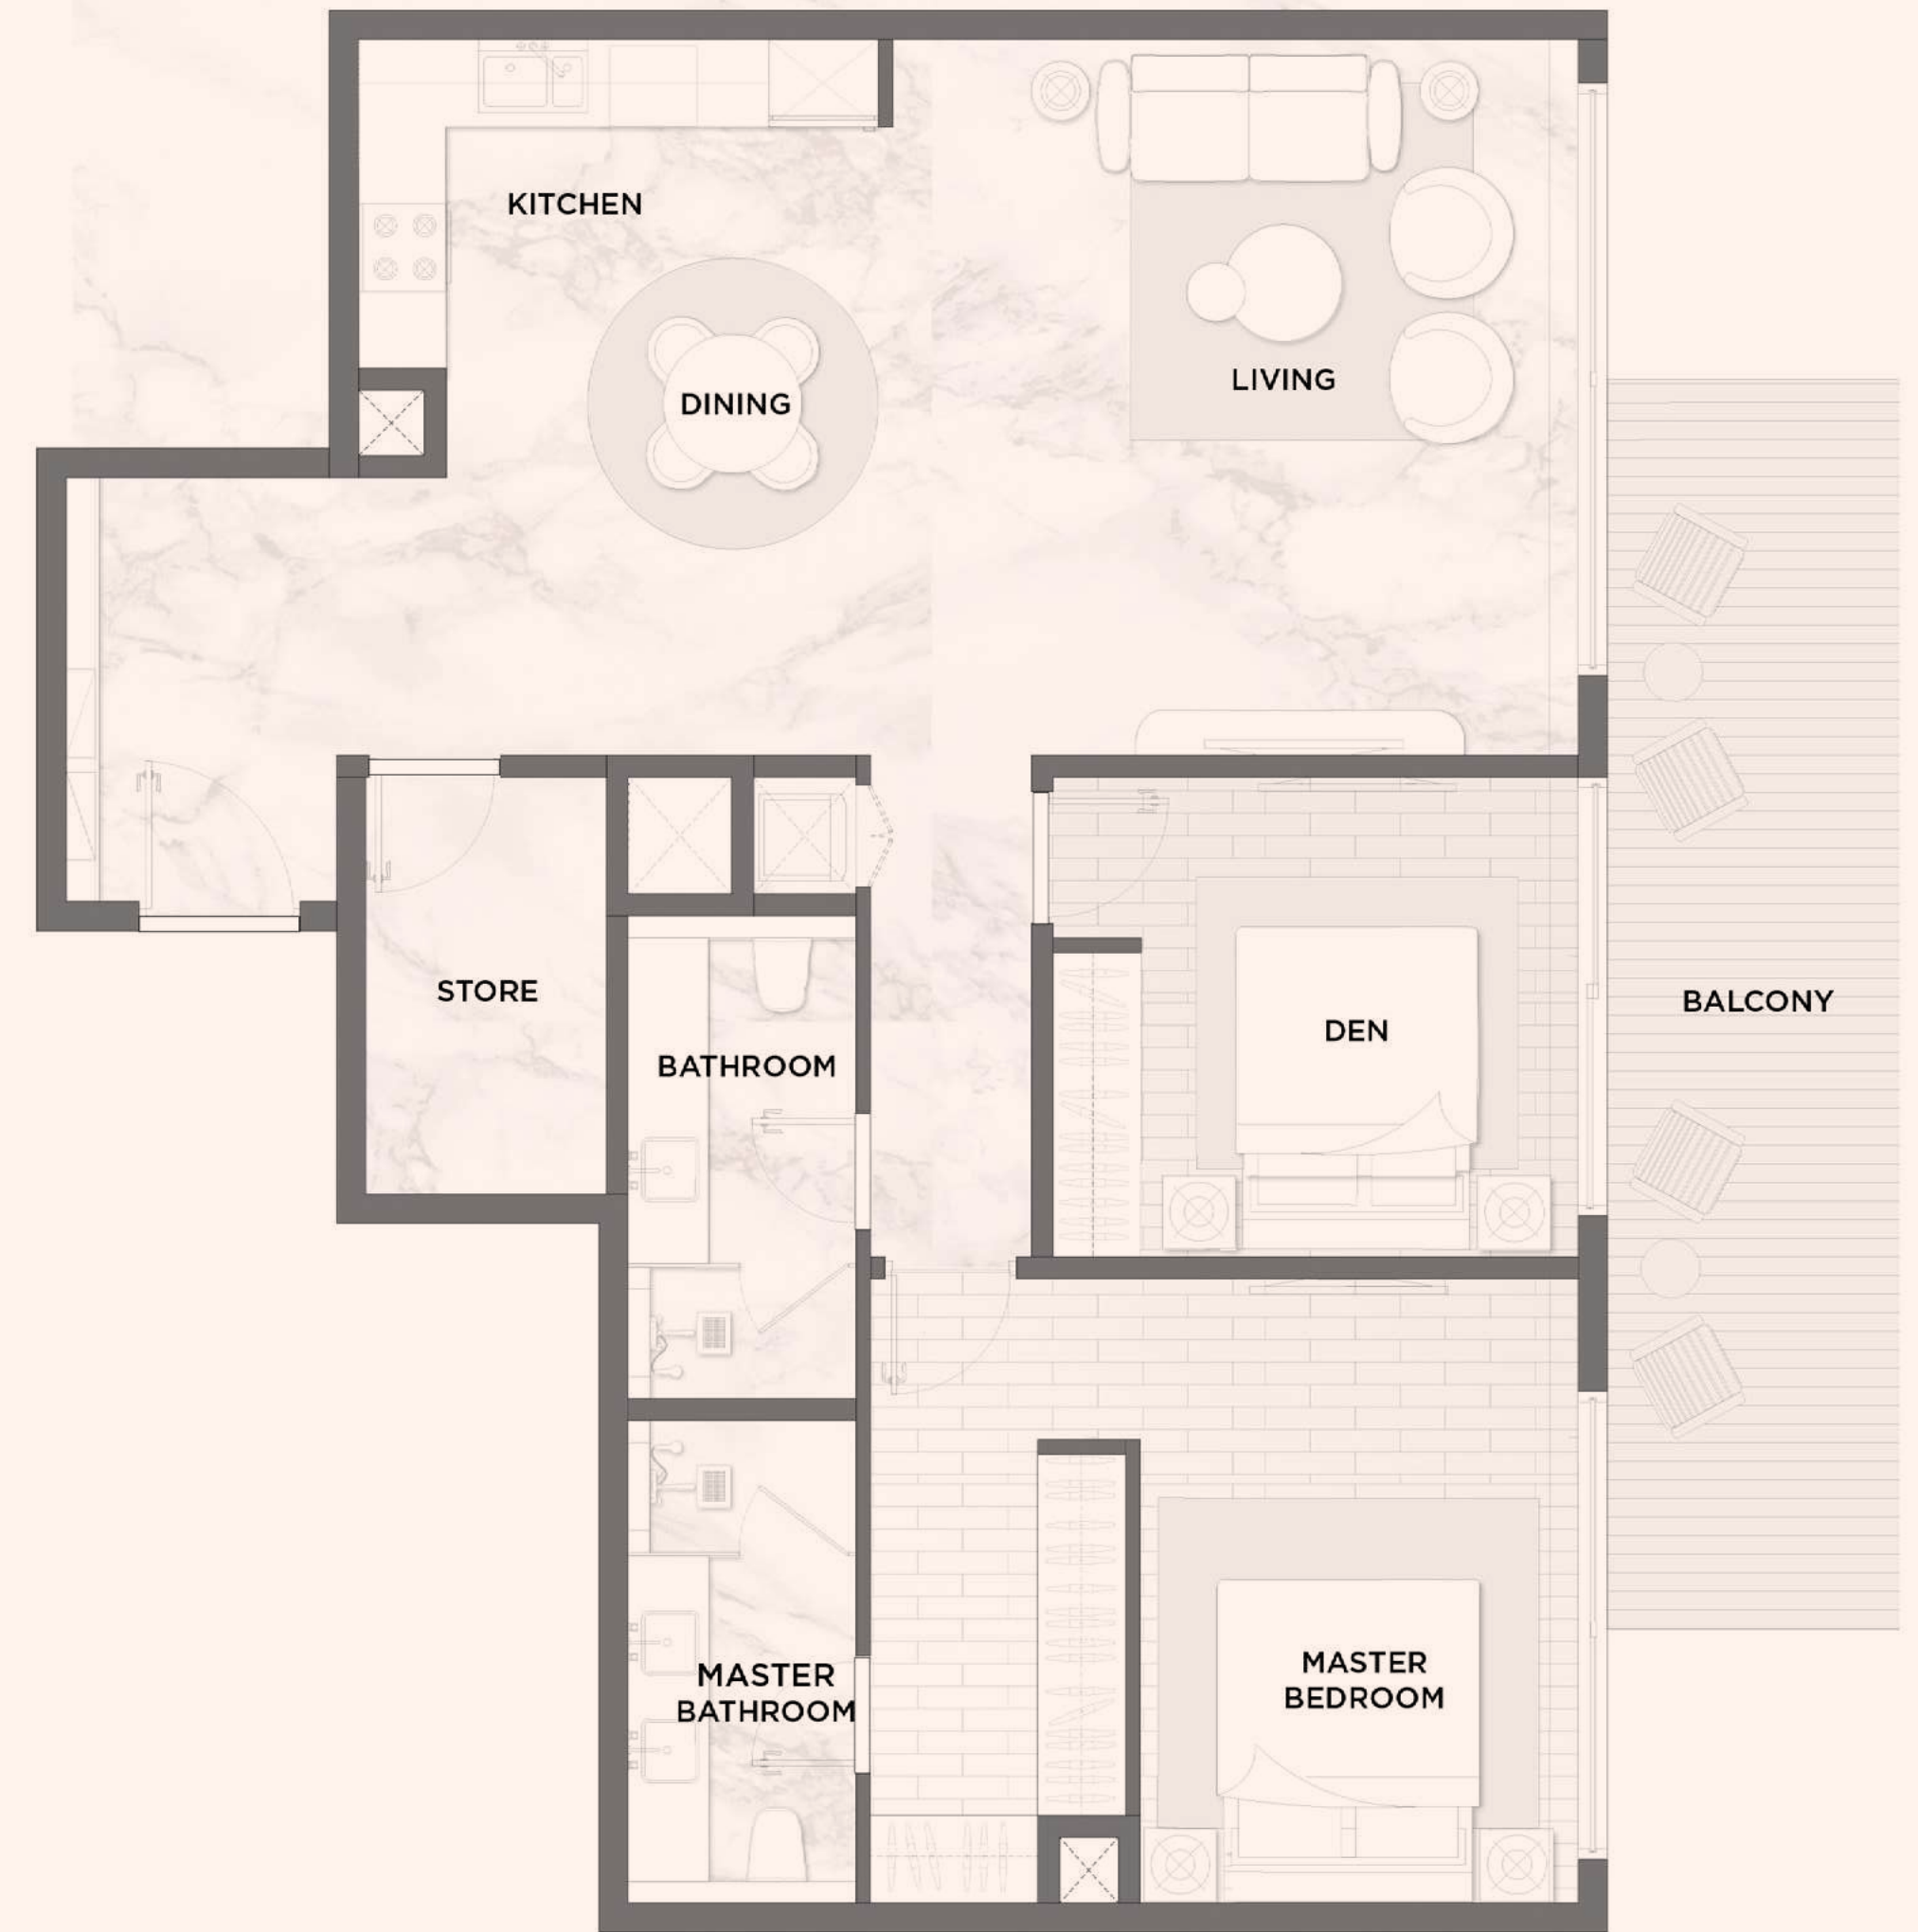 KITCHEN
DINING
LIVING
STORE
BATHROOM
DEN
BALCONY
MASTER
BATHROOM
MASTER
BEDROOM